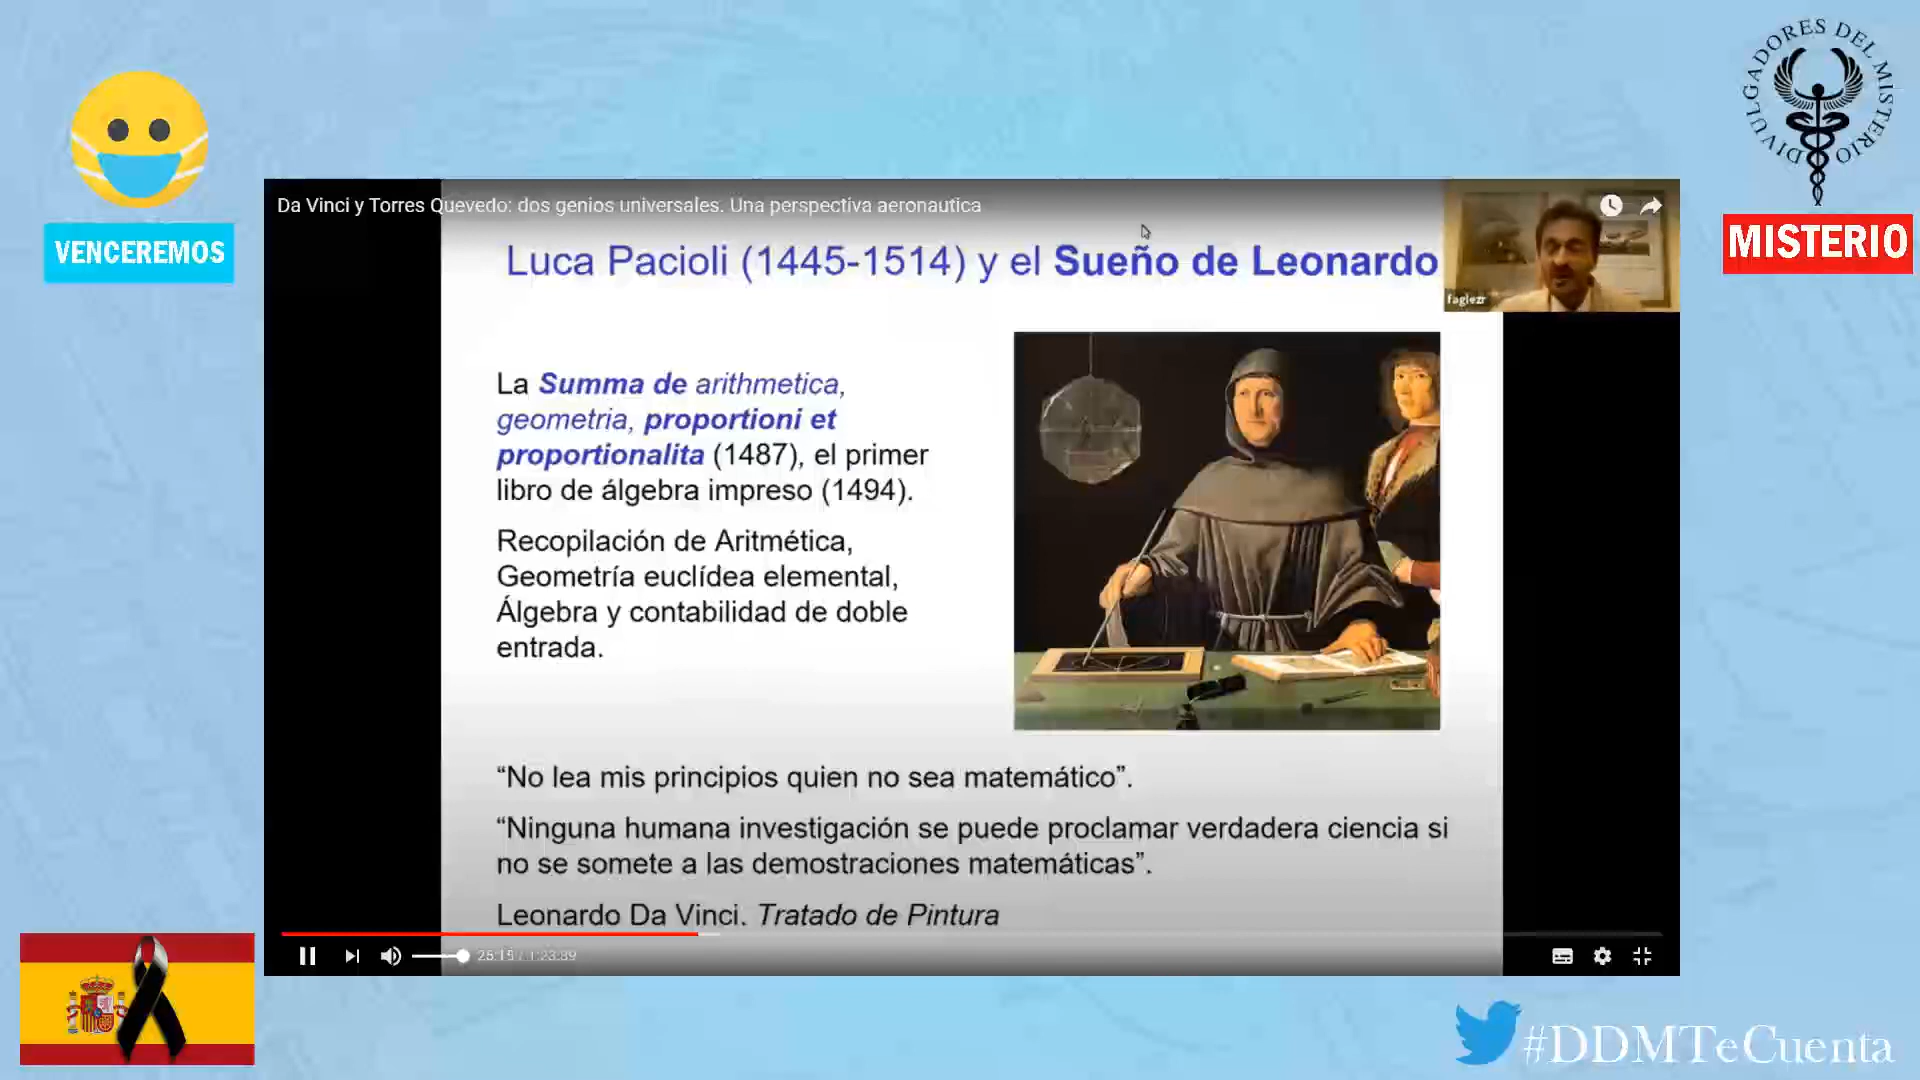 DIVULGADORES DEL MISTERIO
VENCEREMOS
MISTERIO
Da Vinci y Torres Quevedo: dos genios universales. Una perspectiva aeronautica
Luca Pacioli (1445-1514) y el Sueño de Leonardo
faglezr
La Summa de arithmetica,
geometria, proportioni et
proportionalita (1487), el primer
libro de álgebra impreso (1494).
Recopilación de Aritmética,
Geometría euclídea elemental,
Álgebra y contabilidad de doble
entrada.
“No lea mis principios quien no sea matemático”.
“Ninguna humana investigación se puede proclamar verdadera ciencia si
no se somete a las demostraciones matemáticas”.
Leonardo Da Vinci. Tratado de Pintura
25:15 / 1:23:39
#DDMTeCuenta